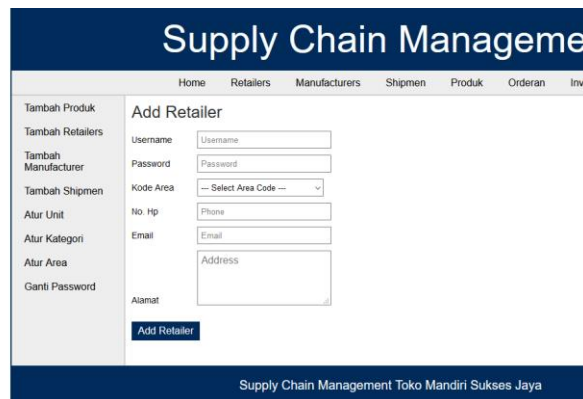 Supply Chain Manageme
Home Retailers Manufacturers Shipmen Produk Orderan Inv
Tambah Produk
Tambah Retailers
Tambah
Manufacturer
Tambah Shipmen
Atur Unit
Atur Kategori
Atur Area
Ganti Password
Add Retailer
Username Username
Password Password
Kode Area --- Select Area Code ---
No. Hp Phone
Email Email
Address
Alamat
Add Retailer
Supply Chain Management Toko Mandiri Sukses Jaya